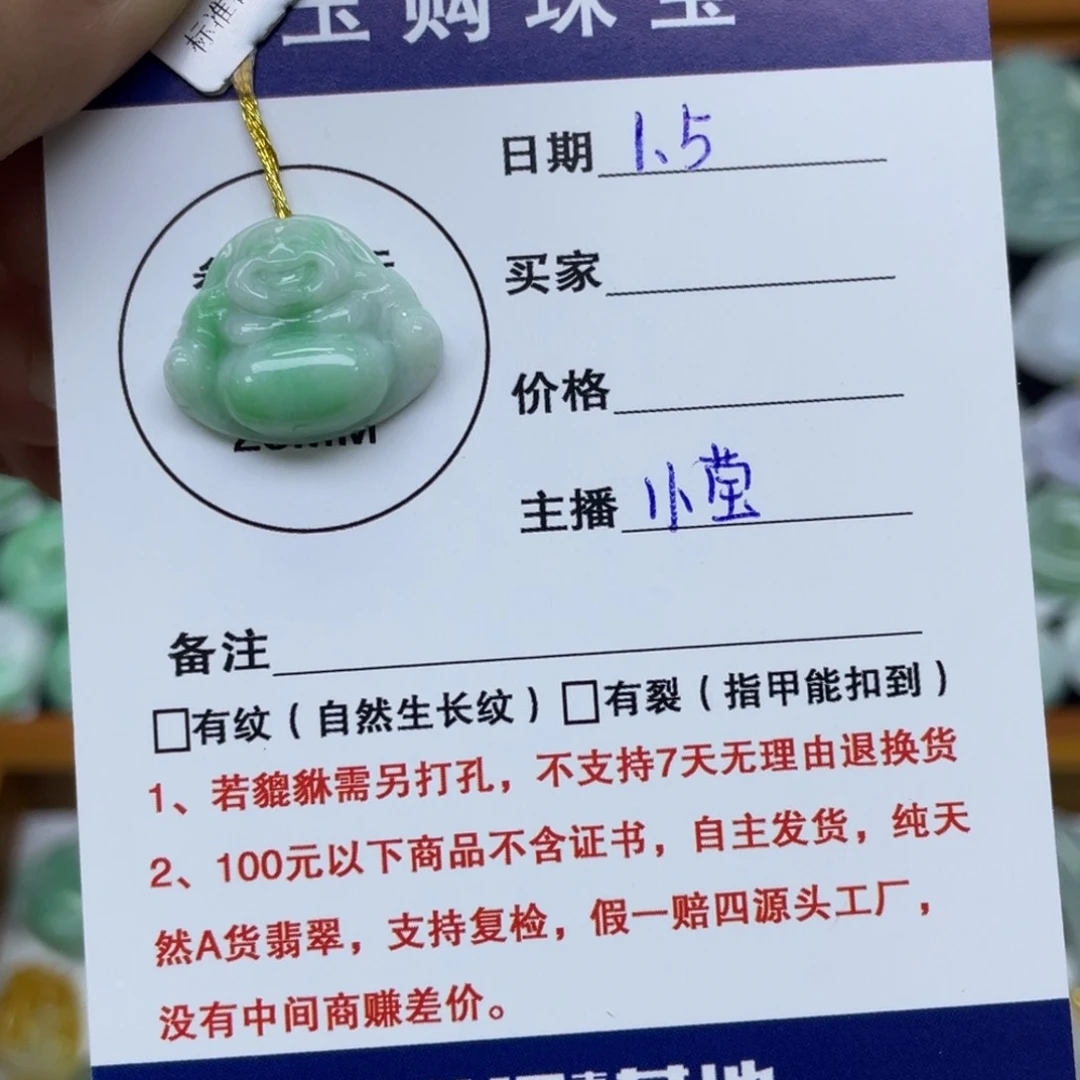 标准
宝购珠宝
日期 1.5
买家
价格
主播 小莹
备注
□有纹（自然生长纹）□有裂（指甲能扣到）
1、若貔貅需另打孔，不支持7天无理由退换货
2、100元以下商品不含证书，自主发货，纯天
然A货翡翠，支持复检，假一赔四源头工厂，
没有中间商赚差价。